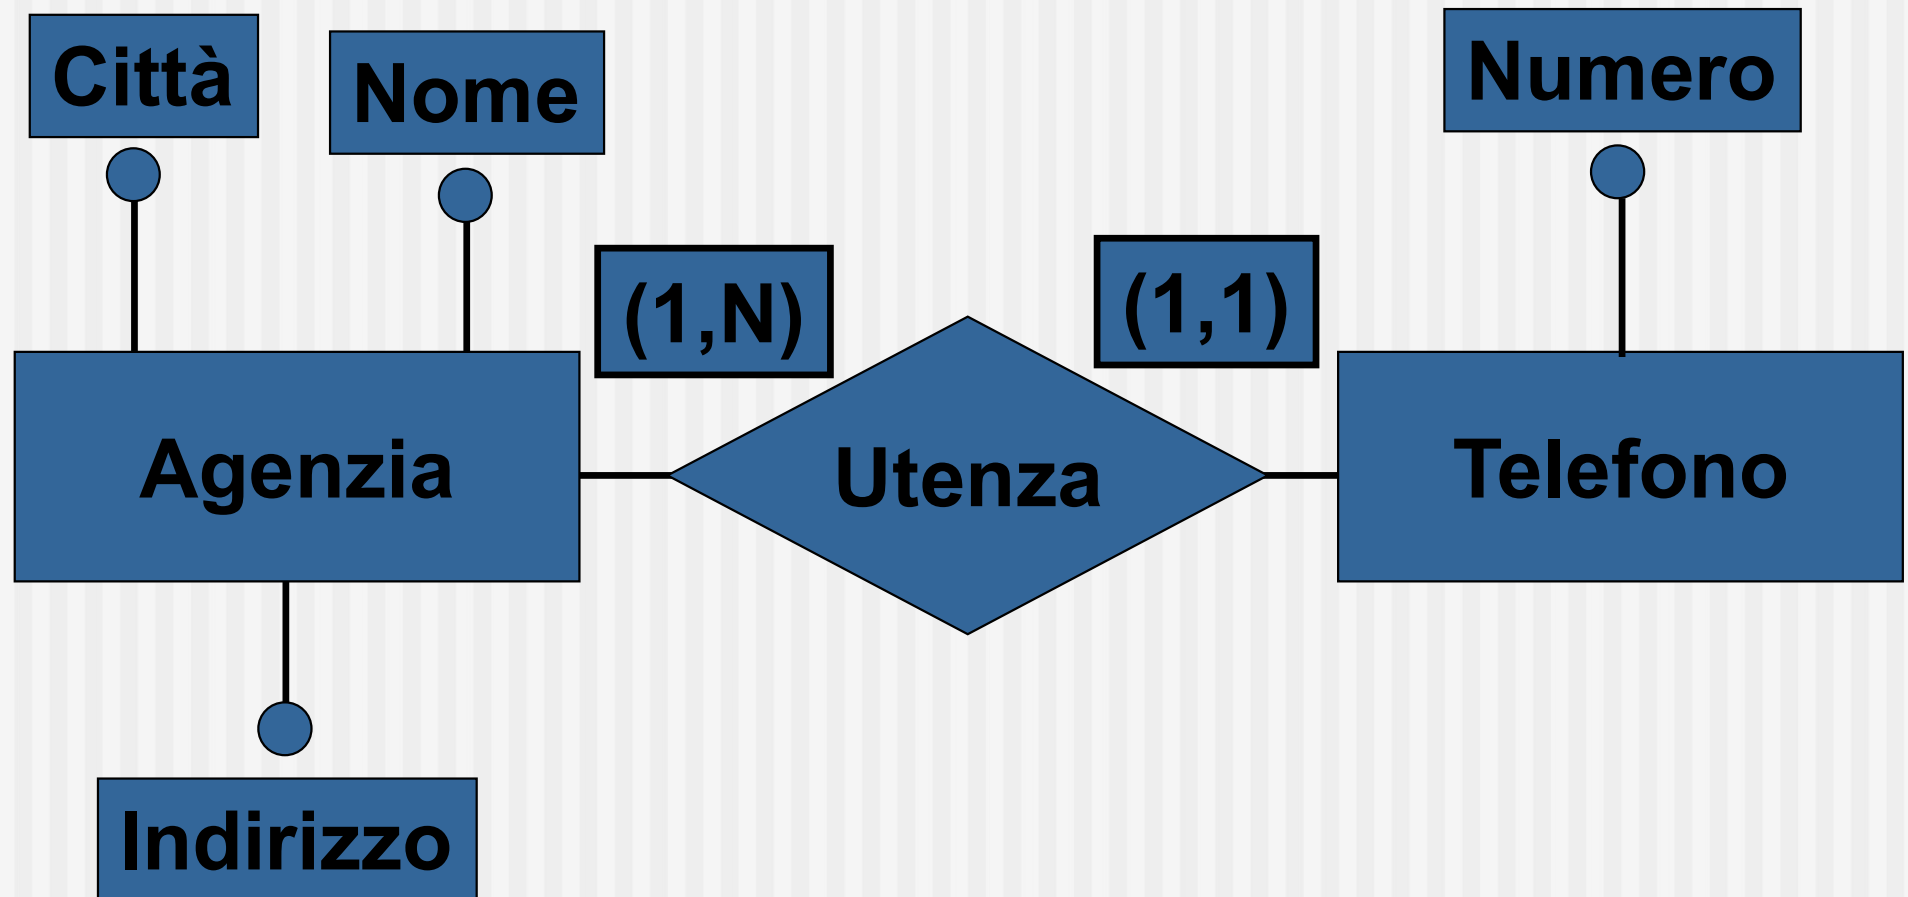 Città
Nome
Numero
(1,N)
(1,1)
Agenzia
Utenza
Telefono
Indirizzo